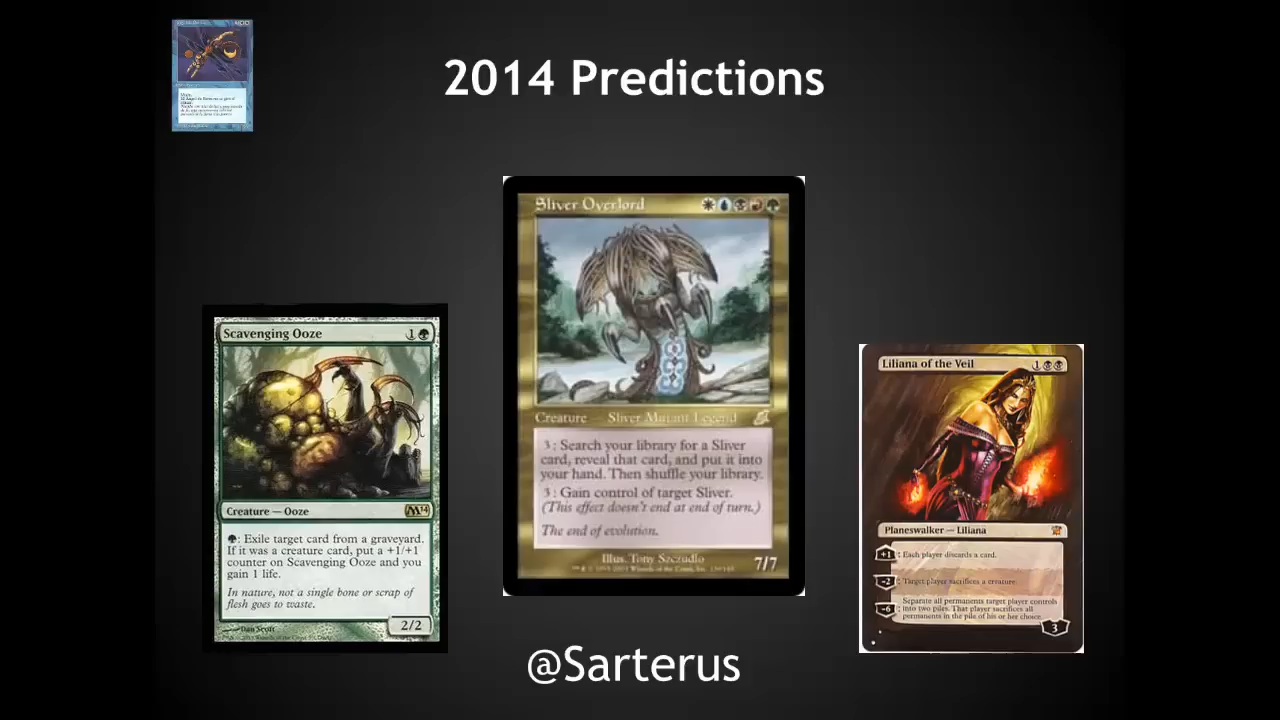 2014 Predictions
Sliver Overlord
Creature — Sliver Mutant Legend
3: Search your library for a Sliver
card, reveal that card, and put it into
your hand. Then shuffle your library.
3: Gain control of target Sliver.
(This effect doesn't end at end of turn.)
The end of evolution.
Illus. Tony Szczudlo
7/7
Scavenging Ooze
1
Creature — Ooze
M14
: Exile target card from a graveyard.
If it was a creature card, put a +1/+1
counter on Scavenging Ooze and you
gain 1 life.
In nature, not a single bone or scrap of
flesh goes to waste.
Dan Scott
2/2
Liliana of the Veil
1
Planeswalker — Liliana
+1: Each player discards a card.
-2: Target player sacrifices a creature.
-6: Separate all permanents target player controls
into two piles. That player sacrifices all
permanents in the pile of his or her choice.
3
@Sarterus